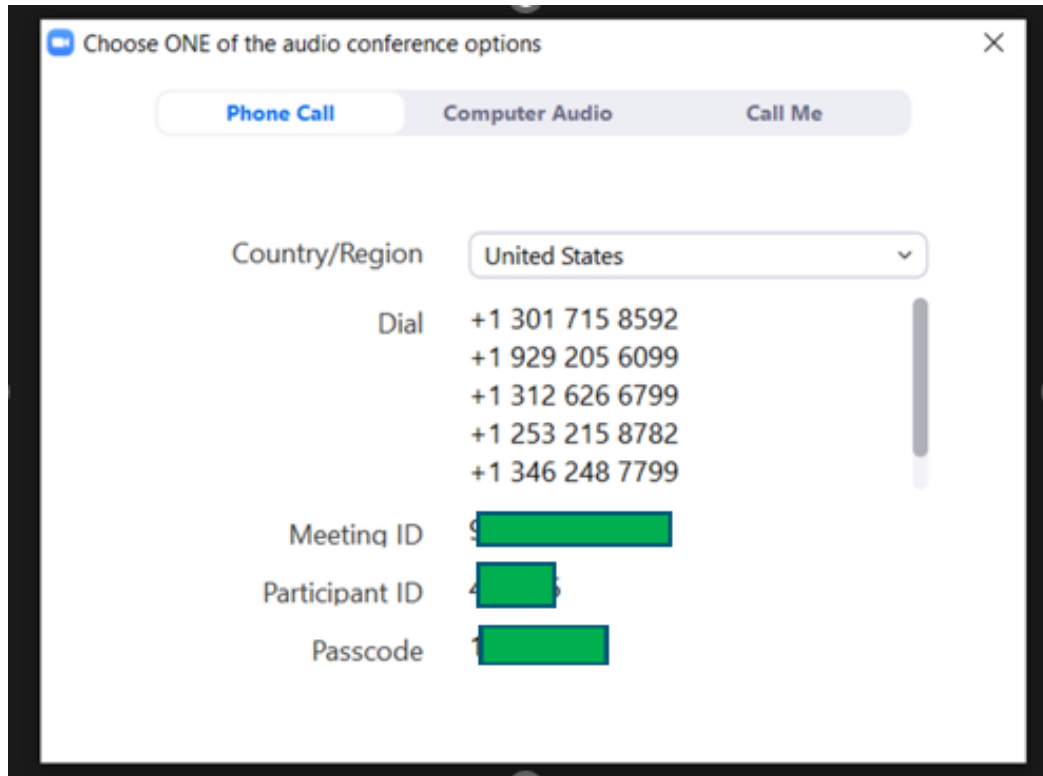 Choose ONE of the audio conference options
Phone Call Computer Audio Call Me
Country/Region United States
Dial +1 301 715 8592
+1 929 205 6099
+1 312 626 6799
+1 253 215 8782
+1 346 248 7799
Meeting ID
Participant ID
Passcode